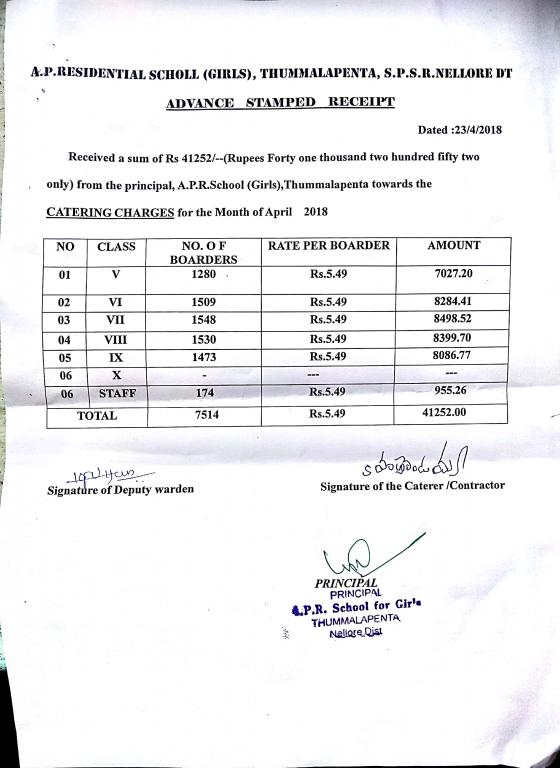 A.P.RESIDENTIAL SCHOLL (GIRLS), THUMMALAPENTA, S.P.S.R.NELLORE DT
ADVANCE STAMPED RECEIPT
Dated :23/4/2018
Received a sum of Rs 41252/--(Rupees Forty one thousand two hundred fifty two
only) from the principal, A.P.R.School (Girls),Thummalapenta towards the
CATERING CHARGES for the Month of April 2018
NO CLASS NO. O F BOARDERS RATE PER BOARDER AMOUNT
01 V 1280 Rs.5.49 7027.20
02 VI 1509 Rs.5.49 8284.41
03 VII 1548 Rs.5.49 8498.52
04 VIII 1530 Rs.5.49 8399.70
05 IX 1473 Rs.5.49 8086.77
06 X - --- ---
06 STAFF 174 Rs.5.49 955.26
TOTAL 7514 Rs.5.49 41252.00
Signature of Deputy warden
Signature of the Caterer /Contractor
PRINCIPAL
PRINCIPAL
A.P.R. School for Girls
THUMMALAPENTA
Nellore Dist